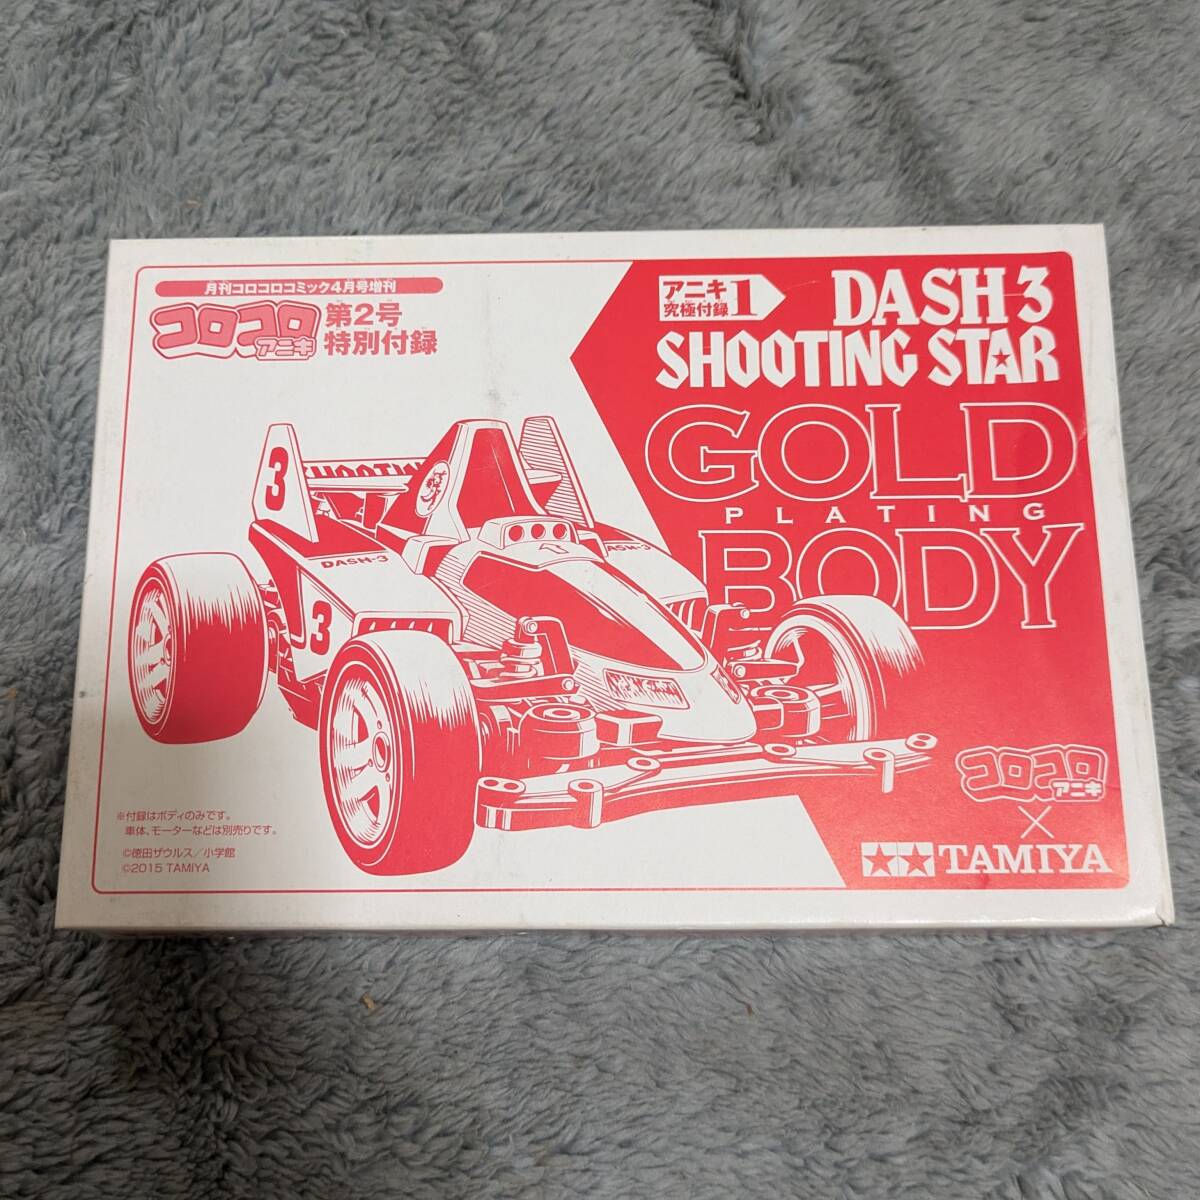 月刊コロコロコミック4月号増刊
コロコロ
アニキ
第2号
特別付録
アニキ
究極付録
1
DASH 3
SHOOTING STAR
GOLD
PLATING
BODY
3
SHOOTING
DASH-3
ASH-3
3
※付録はボディのみです。
車体、モーターなどは別売りです。
©徳田ザウルス/小学館
©2015 TAMIYA
コロコロ
アニキ
×
TAMIYA